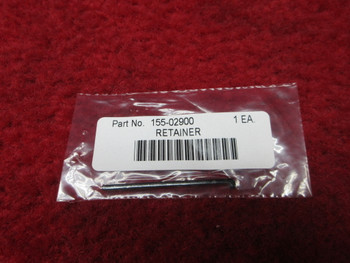 Part No. 155-02900 1 EA.
RETAINER